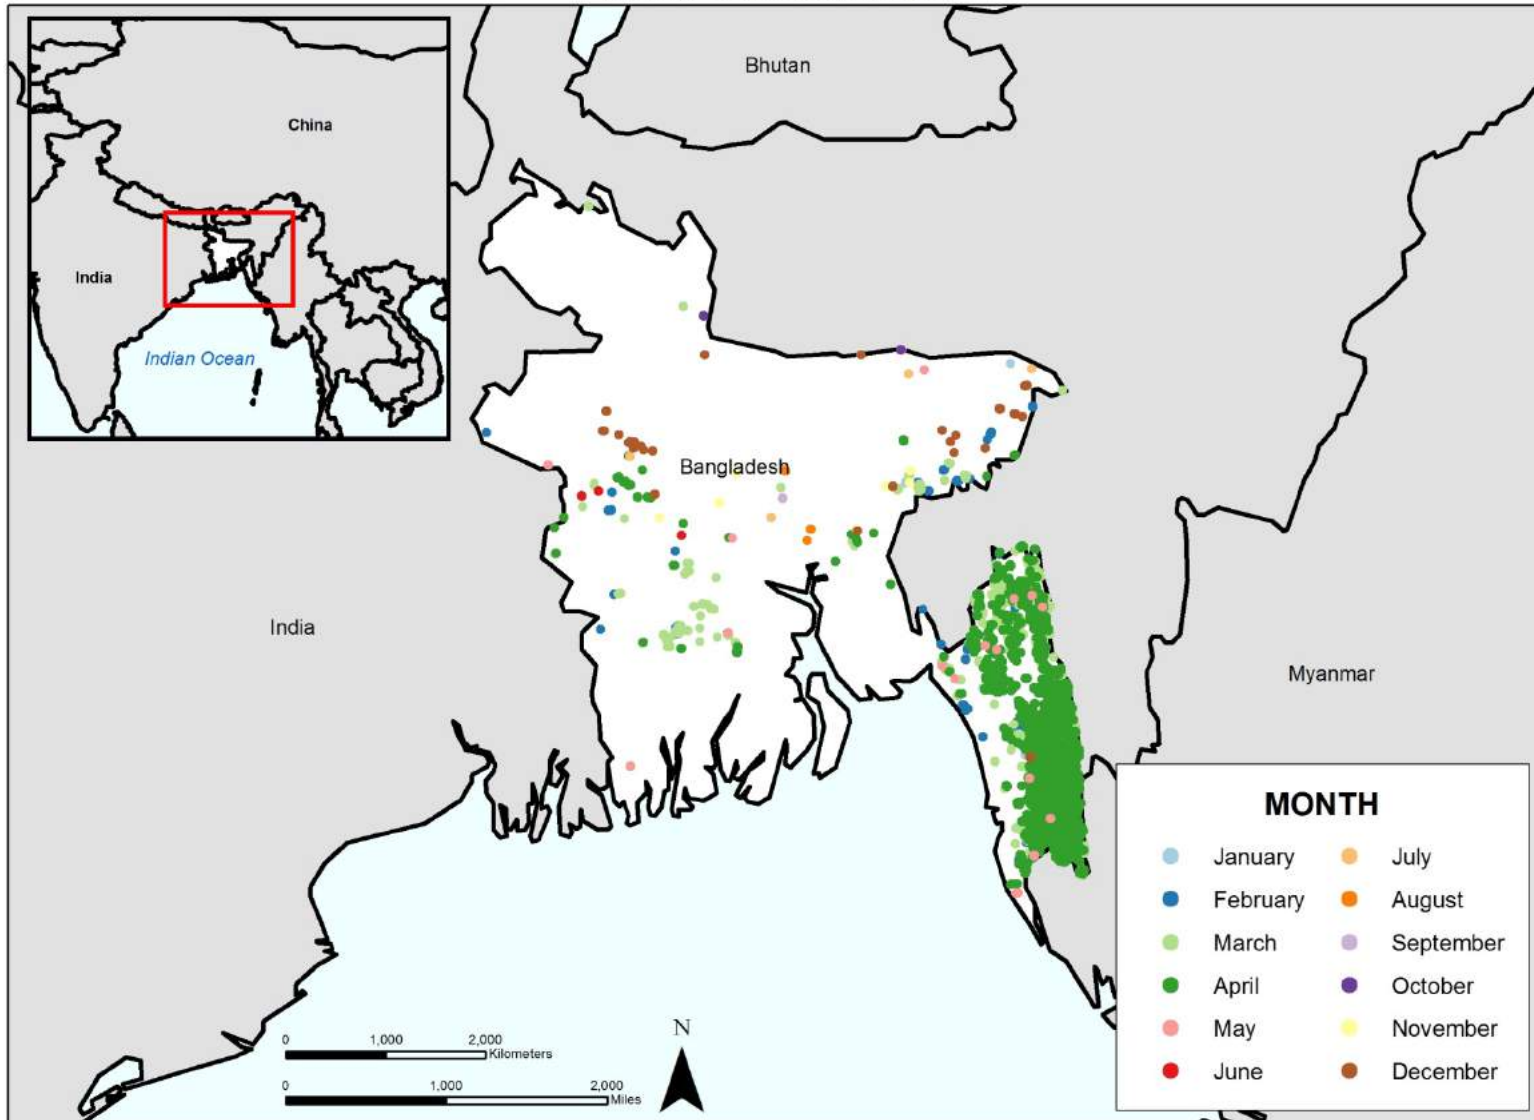 China
India
Indian Ocean
Bhutan
Bangladesh
India
Myanmar
MONTH
January
February
March
April
May
June
July
August
September
October
November
December
N
0 1,000 2,000
Kilometers
0 1,000 2,000
Miles